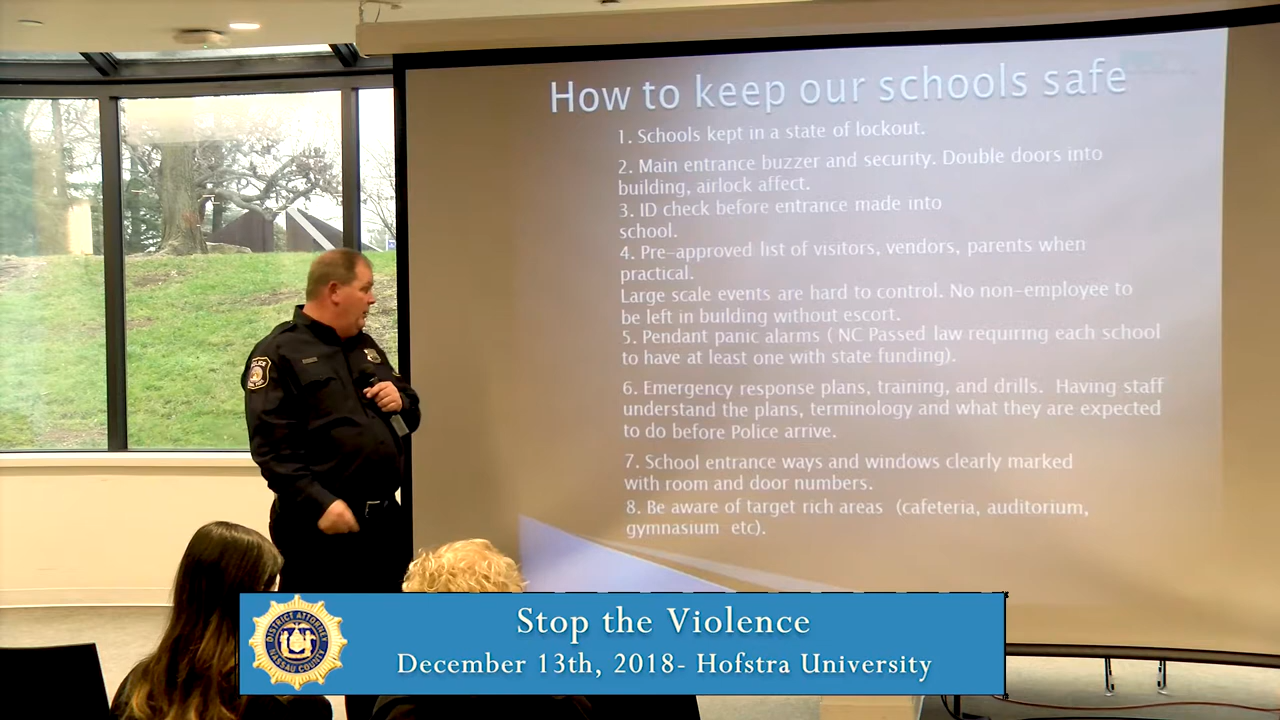 How to keep our schools safe
1. Schools kept in a state of lockout.
2. Main entrance buzzer and security. Double doors into
building, airlock affect.
3. ID check before entrance made into
school.
4. Pre-approved list of visitors, vendors, parents when
practical.
Large scale events are hard to control. No non-employee to
be left in building without escort.
5. Pendant panic alarms ( NC Passed law requiring each school
to have at least one with state funding).
6. Emergency response plans, training, and drills. Having staff
understand the plans, terminology and what they are expected
to do before Police arrive.
7. School entrance ways and windows clearly marked
with room and door numbers.
8. Be aware of target rich areas (cafeteria, auditorium,
gymnasium etc).
POLICE
DISTRICT ATTORNEY
NASSAU COUNTY
Stop the Violence
December 13th, 2018- Hofstra University